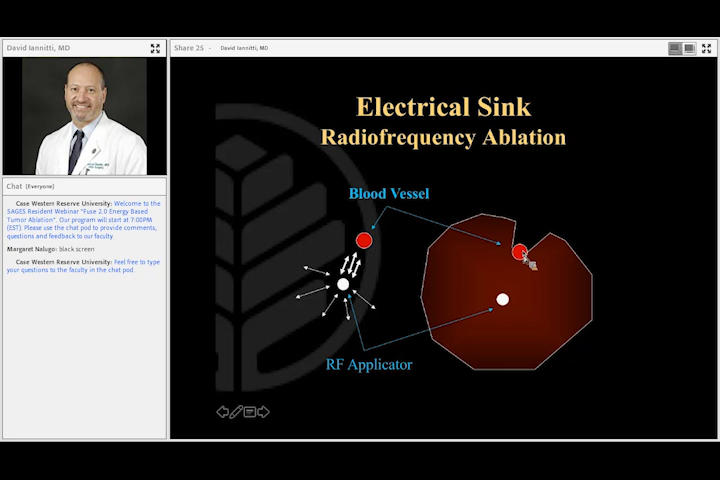 David Iannitti, MD
Share 25 - David Iannitti, MD
Electrical Sink
Radiofrequency Ablation
Blood Vessel
RF Applicator
Chat (Everyone)
Case Western Reserve University: Welcome to the
SAGES Resident Webinar "Fuse 2.0 Energy Based
Tumor Ablation". Our program will start at 7:00PM
(EST). Please use the chat pod to provide comments,
questions and feedback to our faculty.
Margaret Nalugo: black screen
Case Western Reserve University: Feel free to type
your questions to the faculty in the chat pod.